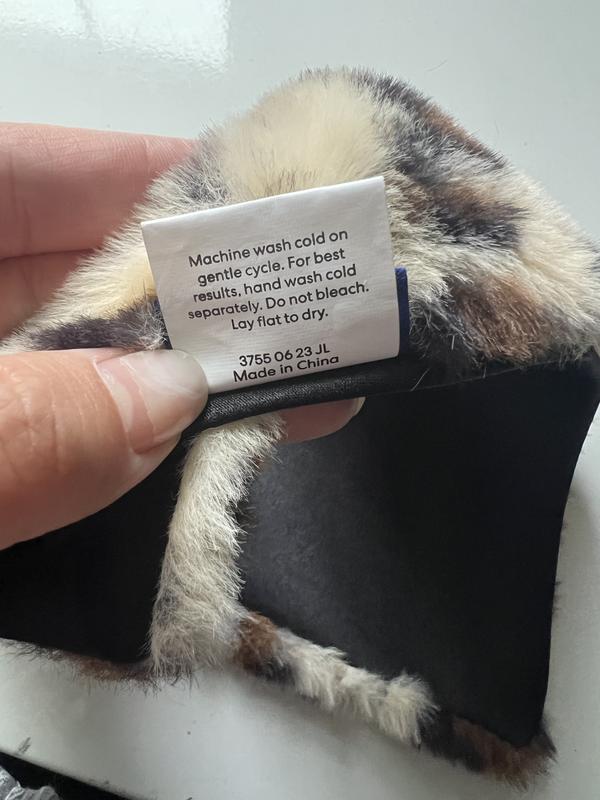 Machine wash cold on
gentle cycle. For best
results, hand wash cold
separately. Do not bleach.
Lay flat to dry.
3755 06 23 JL
Made in China